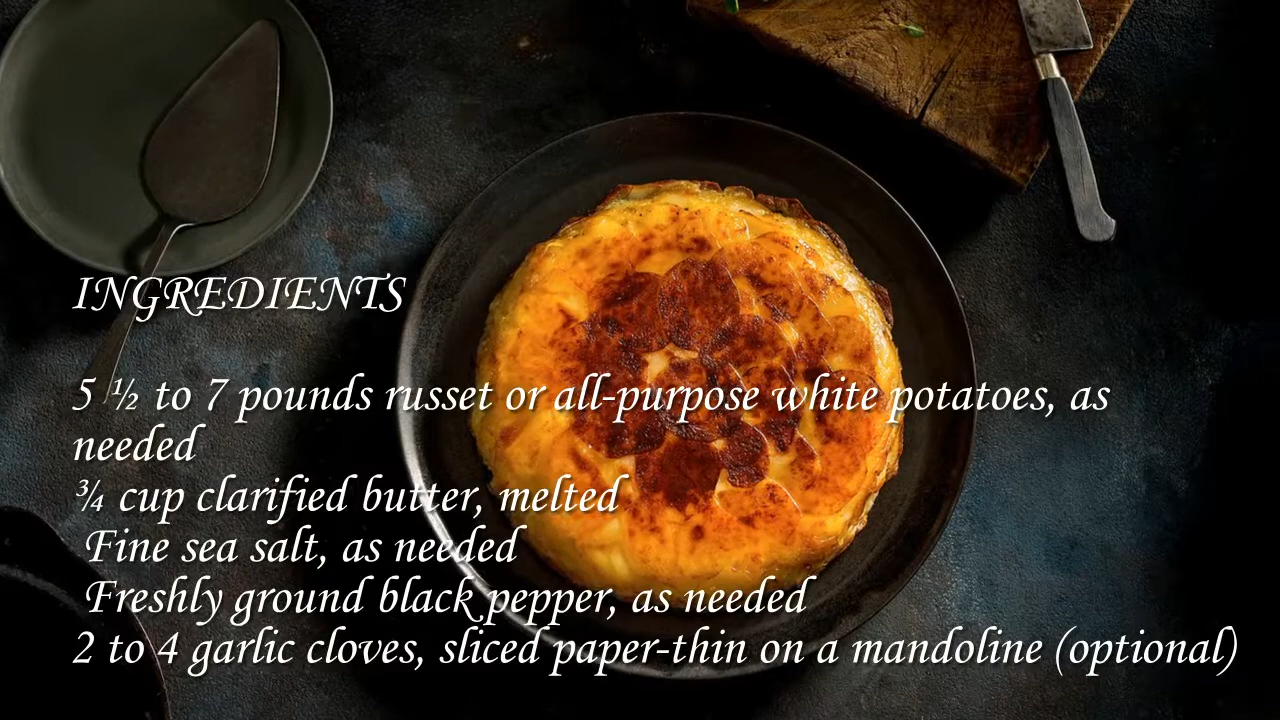 INGREDIENTS
5 ½ to 7 pounds russet or all-purpose white potatoes, as
needed
¾ cup clarified butter, melted
Fine sea salt, as needed
Freshly ground black pepper, as needed
2 to 4 garlic cloves, sliced paper-thin on a mandoline (optional)